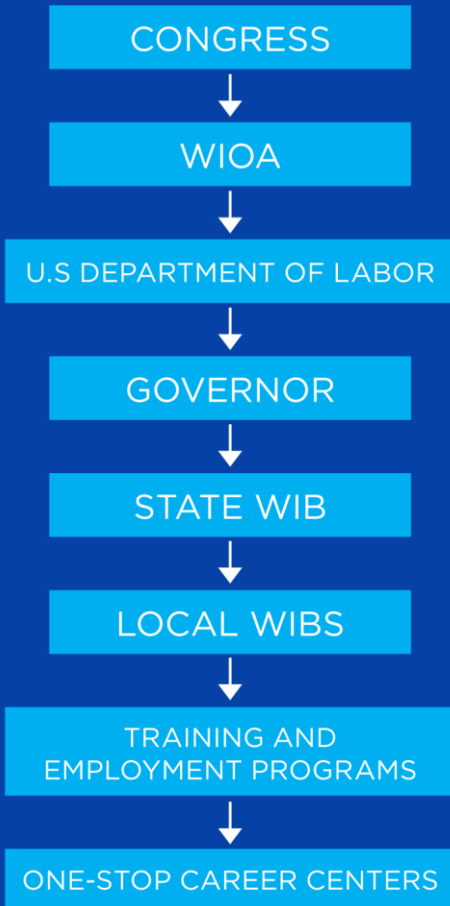 CONGRESS
WIOA
U.S DEPARTMENT OF LABOR
GOVERNOR
STATE WIB
LOCAL WIBS
TRAINING AND
EMPLOYMENT PROGRAMS
ONE-STOP CAREER CENTERS